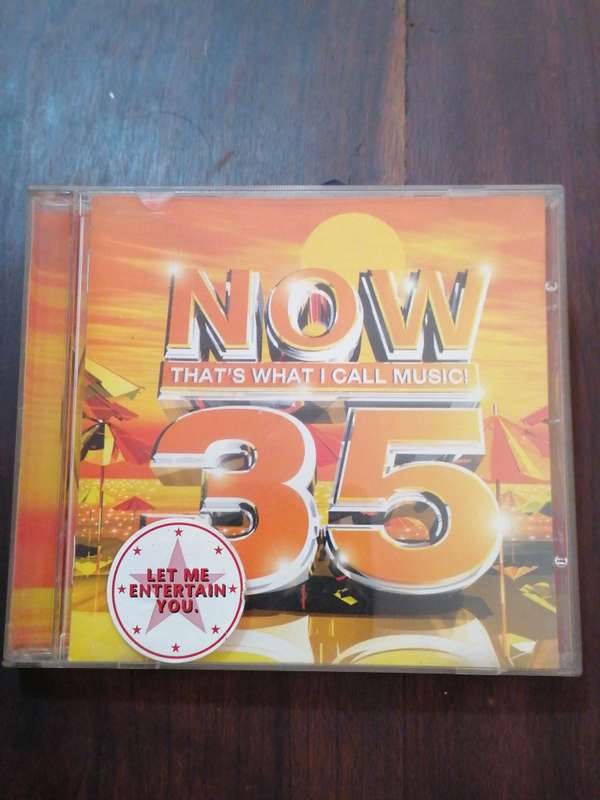 NOW
THAT'S WHAT I CALL MUSIC!
35
LET ME
ENTERTAIN
YOU.